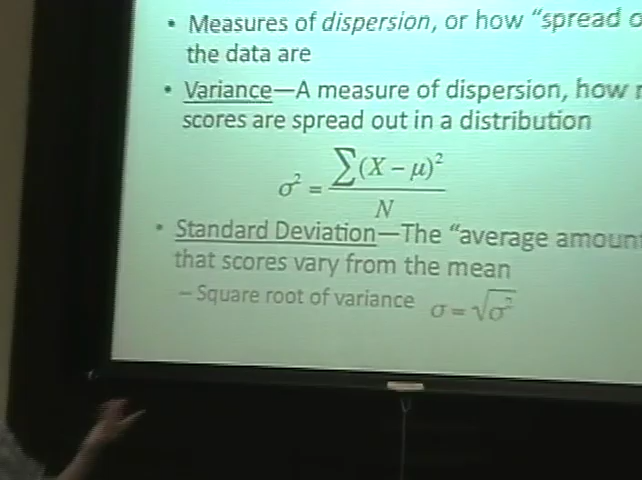 • Measures of dispersion, or how "spread
the data are
• Variance—A measure of dispersion, how
scores are spread out in a distribution
σ² = ∑(X – μ)² / N
• Standard Deviation—The "average amount
that scores vary from the mean
– Square root of variance σ = √σ²